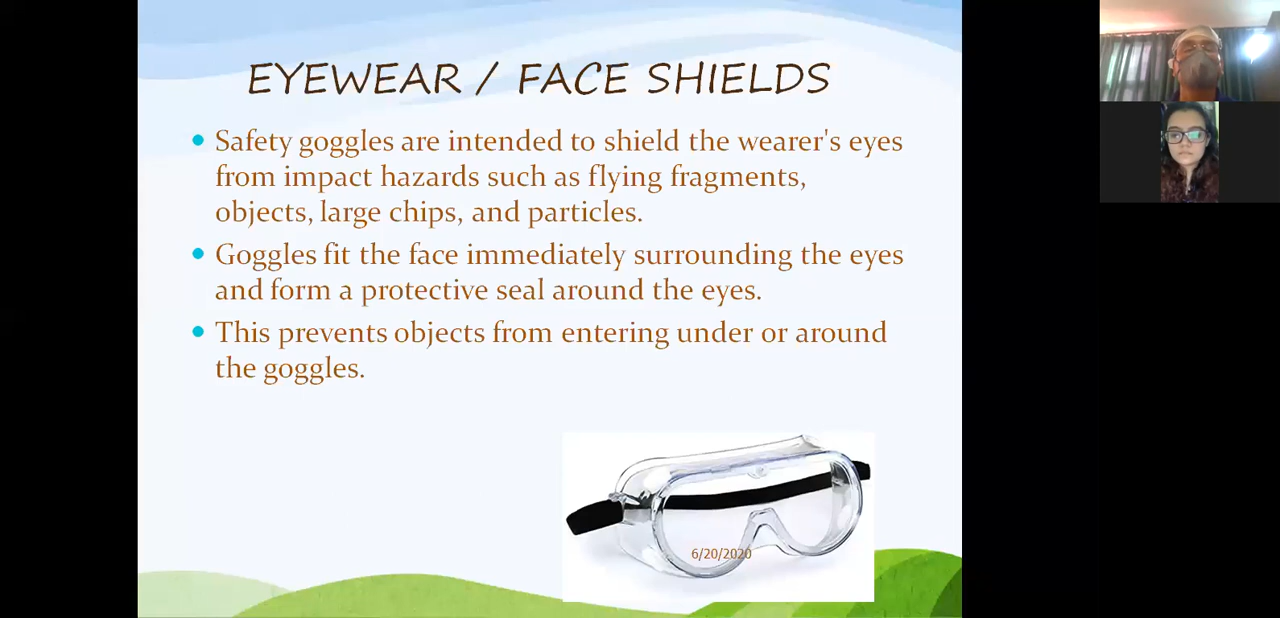 EYEWEAR / FACE SHIELDS
Safety goggles are intended to shield the wearer's eyes
from impact hazards such as flying fragments,
objects, large chips, and particles.
Goggles fit the face immediately surrounding the eyes
and form a protective seal around the eyes.
This prevents objects from entering under or around
the goggles.
6/20/2020